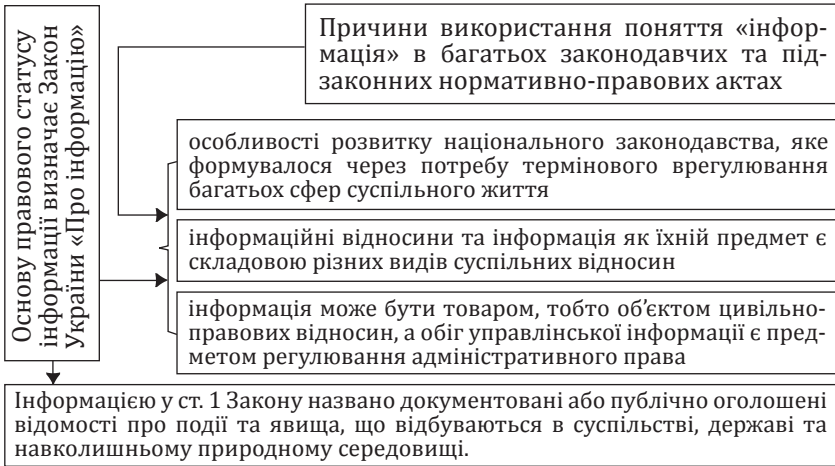 Основу правового статусу
інформації визначає Закон
України «Про інформацію»
Причини використання поняття «інфор-
мація» в багатьох законодавчих та під-
законних нормативно-правових актах
особливості розвитку національного законодавства, яке
формувалося через потребу термінового врегулювання
багатьох сфер суспільного життя
інформаційні відносини та інформація як їхній предмет є
складовою різних видів суспільних відносин
інформація може бути товаром, тобто об’єктом цивільно-
правових відносин, а обіг управлінської інформації є пред-
метом регулювання адміністративного права
Інформацією у ст. 1 Закону названо документовані або публічно оголошені
відомості про події та явища, що відбуваються в суспільстві, державі та
навколишньому природному середовищі.